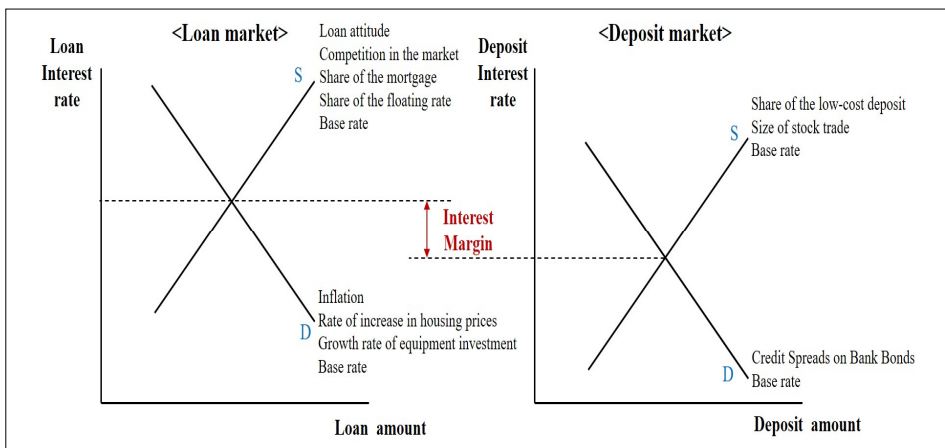 <Loan market>
Loan
Interest
rate
S
Loan attitude
Competition in the market
Share of the mortgage
Share of the floating rate
Base rate
D
Inflation
Rate of increase in housing prices
Growth rate of equipment investment
Base rate
Loan amount
Interest
Margin
<Deposit market>
Deposit
Interest
rate
S
Share of the low-cost deposit
Size of stock trade
Base rate
D
Credit Spreads on Bank Bonds
Base rate
Deposit amount